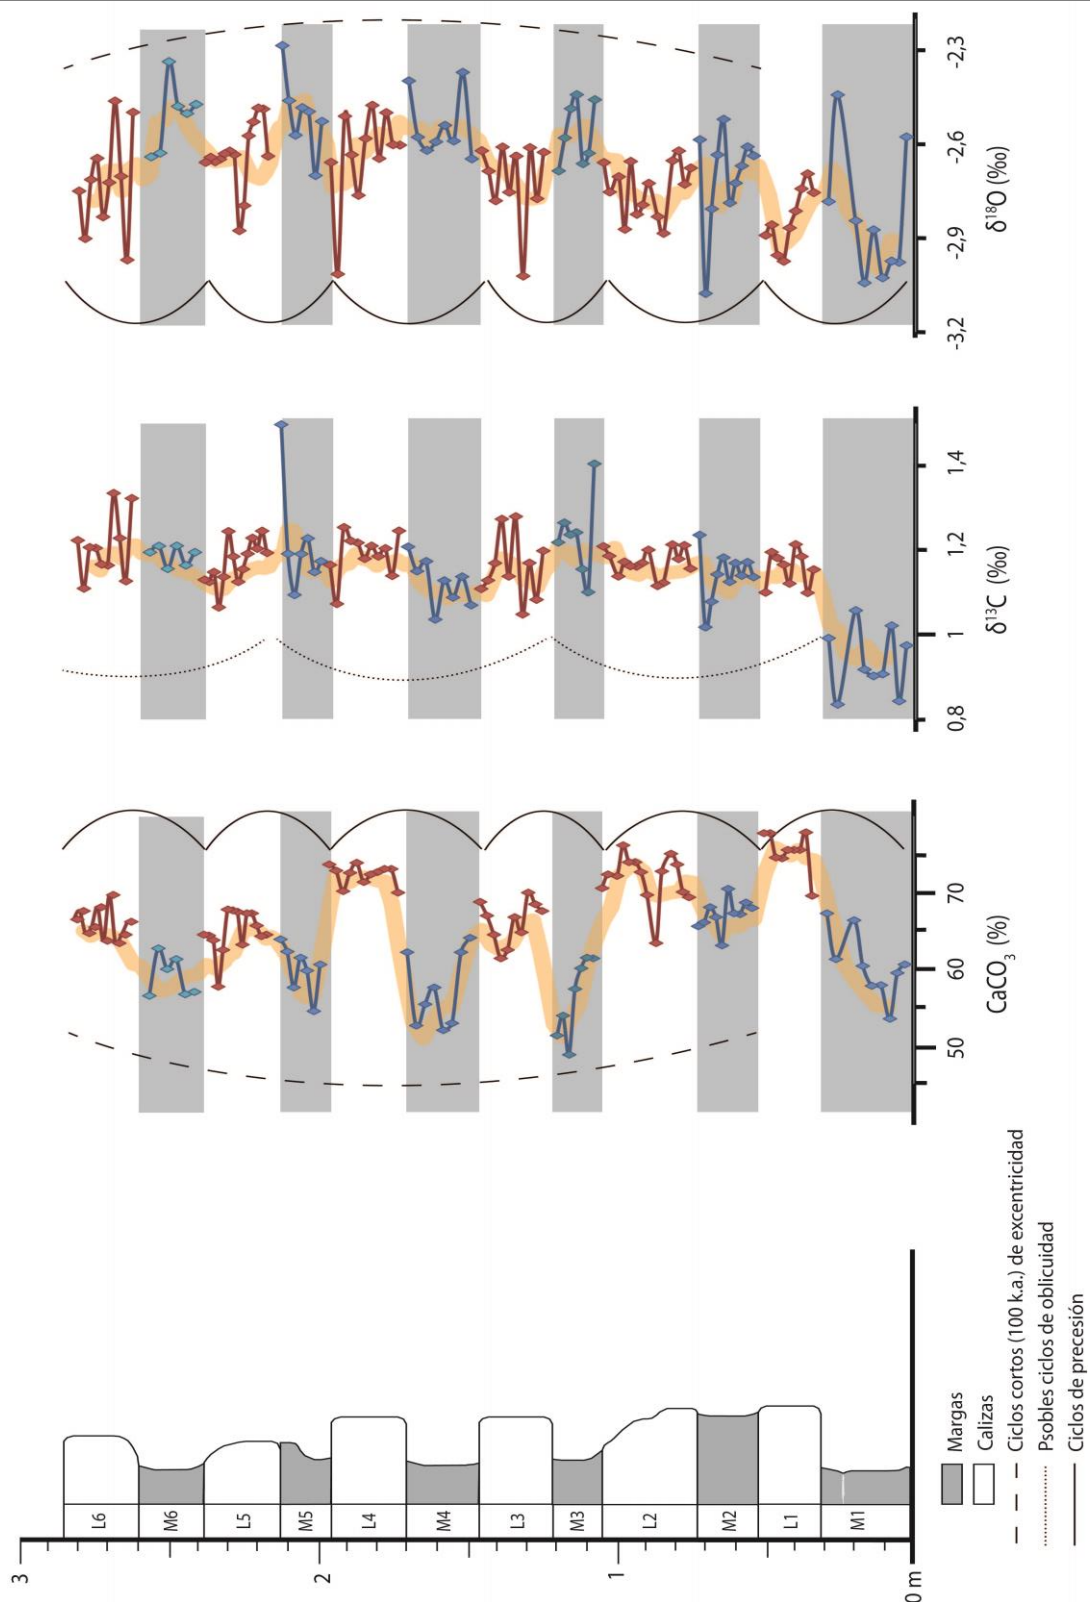 3
2
1
0 m
L6
M6
L5
M5
L4
M4
L3
M3
L2
M2
L1
M1
Margas
Calizas
Ciclos cortos (100 k.a.) de excentricidad
Psobles ciclos de oblicuidad
Ciclos de precesión
50
60
70
CaCO₃ (%)
0,8
1
1,2
1,4
δ¹³C (‰)
-3,2
-2,9
-2,6
-2,3
δ¹⁸O (‰)